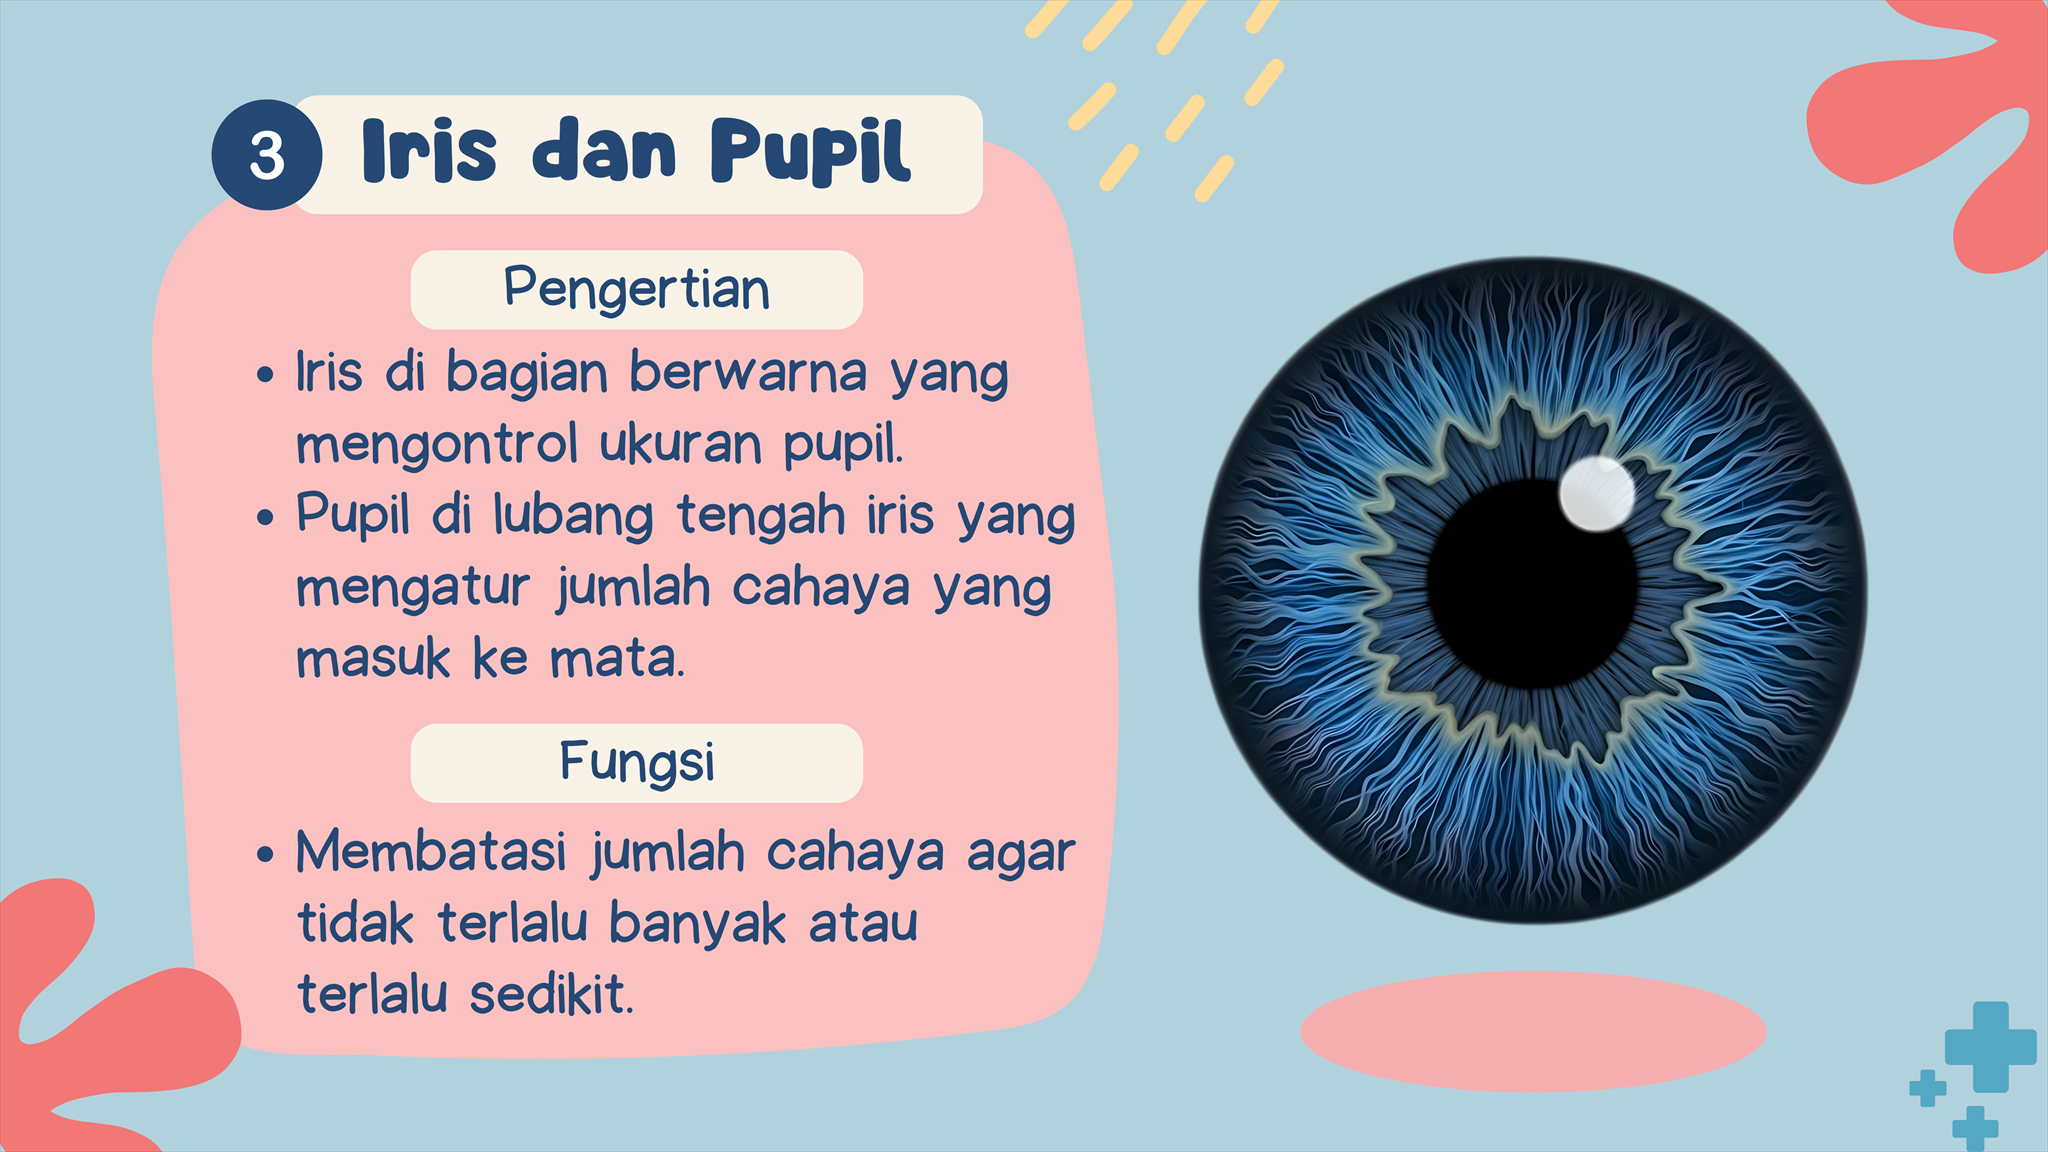 3
Iris dan Pupil
Pengertian
• Iris di bagian berwarna yang
mengontrol ukuran pupil.
• Pupil di lubang tengah iris yang
mengatur jumlah cahaya yang
masuk ke mata.
Fungsi
• Membatasi jumlah cahaya agar
tidak terlalu banyak atau
terlalu sedikit.